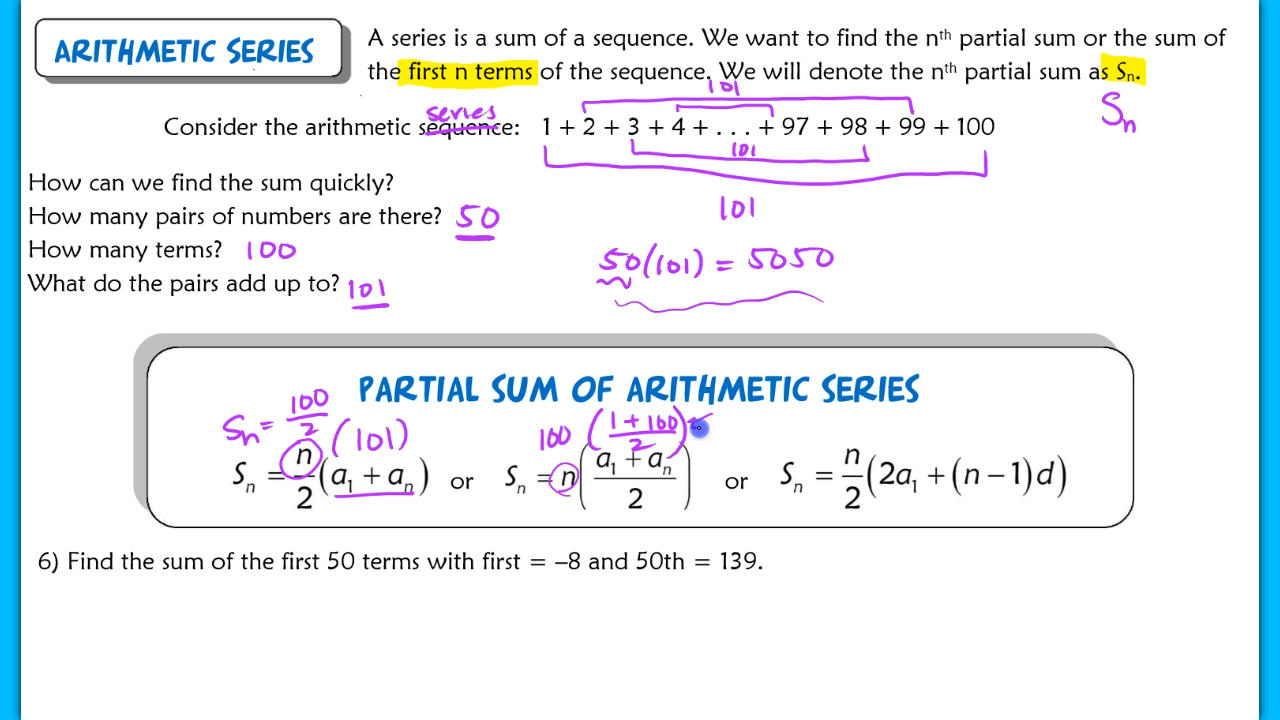 ARITHMETIC SERIES
A series is a sum of a sequence. We want to find the nth partial sum or the sum of
the first n terms of the sequence. We will denote the nth partial sum as Sn.
101
Sn
series
Consider the arithmetic sequence: 1 + 2 + 3 + 4 + . . . + 97 + 98 + 99 + 100
101
101
How can we find the sum quickly?
How many pairs of numbers are there? 50
How many terms? 100
What do the pairs add up to? 101
50(101) = 5050
PARTIAL SUM OF ARITHMETIC SERIES
Sn = 100/2 (101)
100 (1 + 100 / 2)
Sn = n/2 (a1 + an) or Sn = n (a1 + an / 2) or Sn = n/2 (2a1 + (n − 1)d)
6) Find the sum of the first 50 terms with first = –8 and 50th = 139.